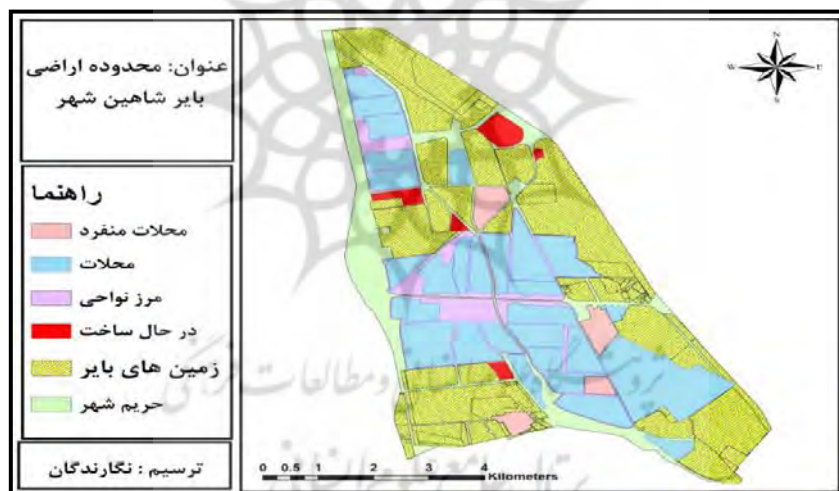 عنوان: محدوده اراضی
بایر شاهین شهر
راهنما
محلات منفرد
محلات
مرز نواحی
در حال ساخت
زمین های بایر
حریم شهر
ترسیم : نگارندگان
N
W E
S
0 0.5 1 2 3 4
Kilometers